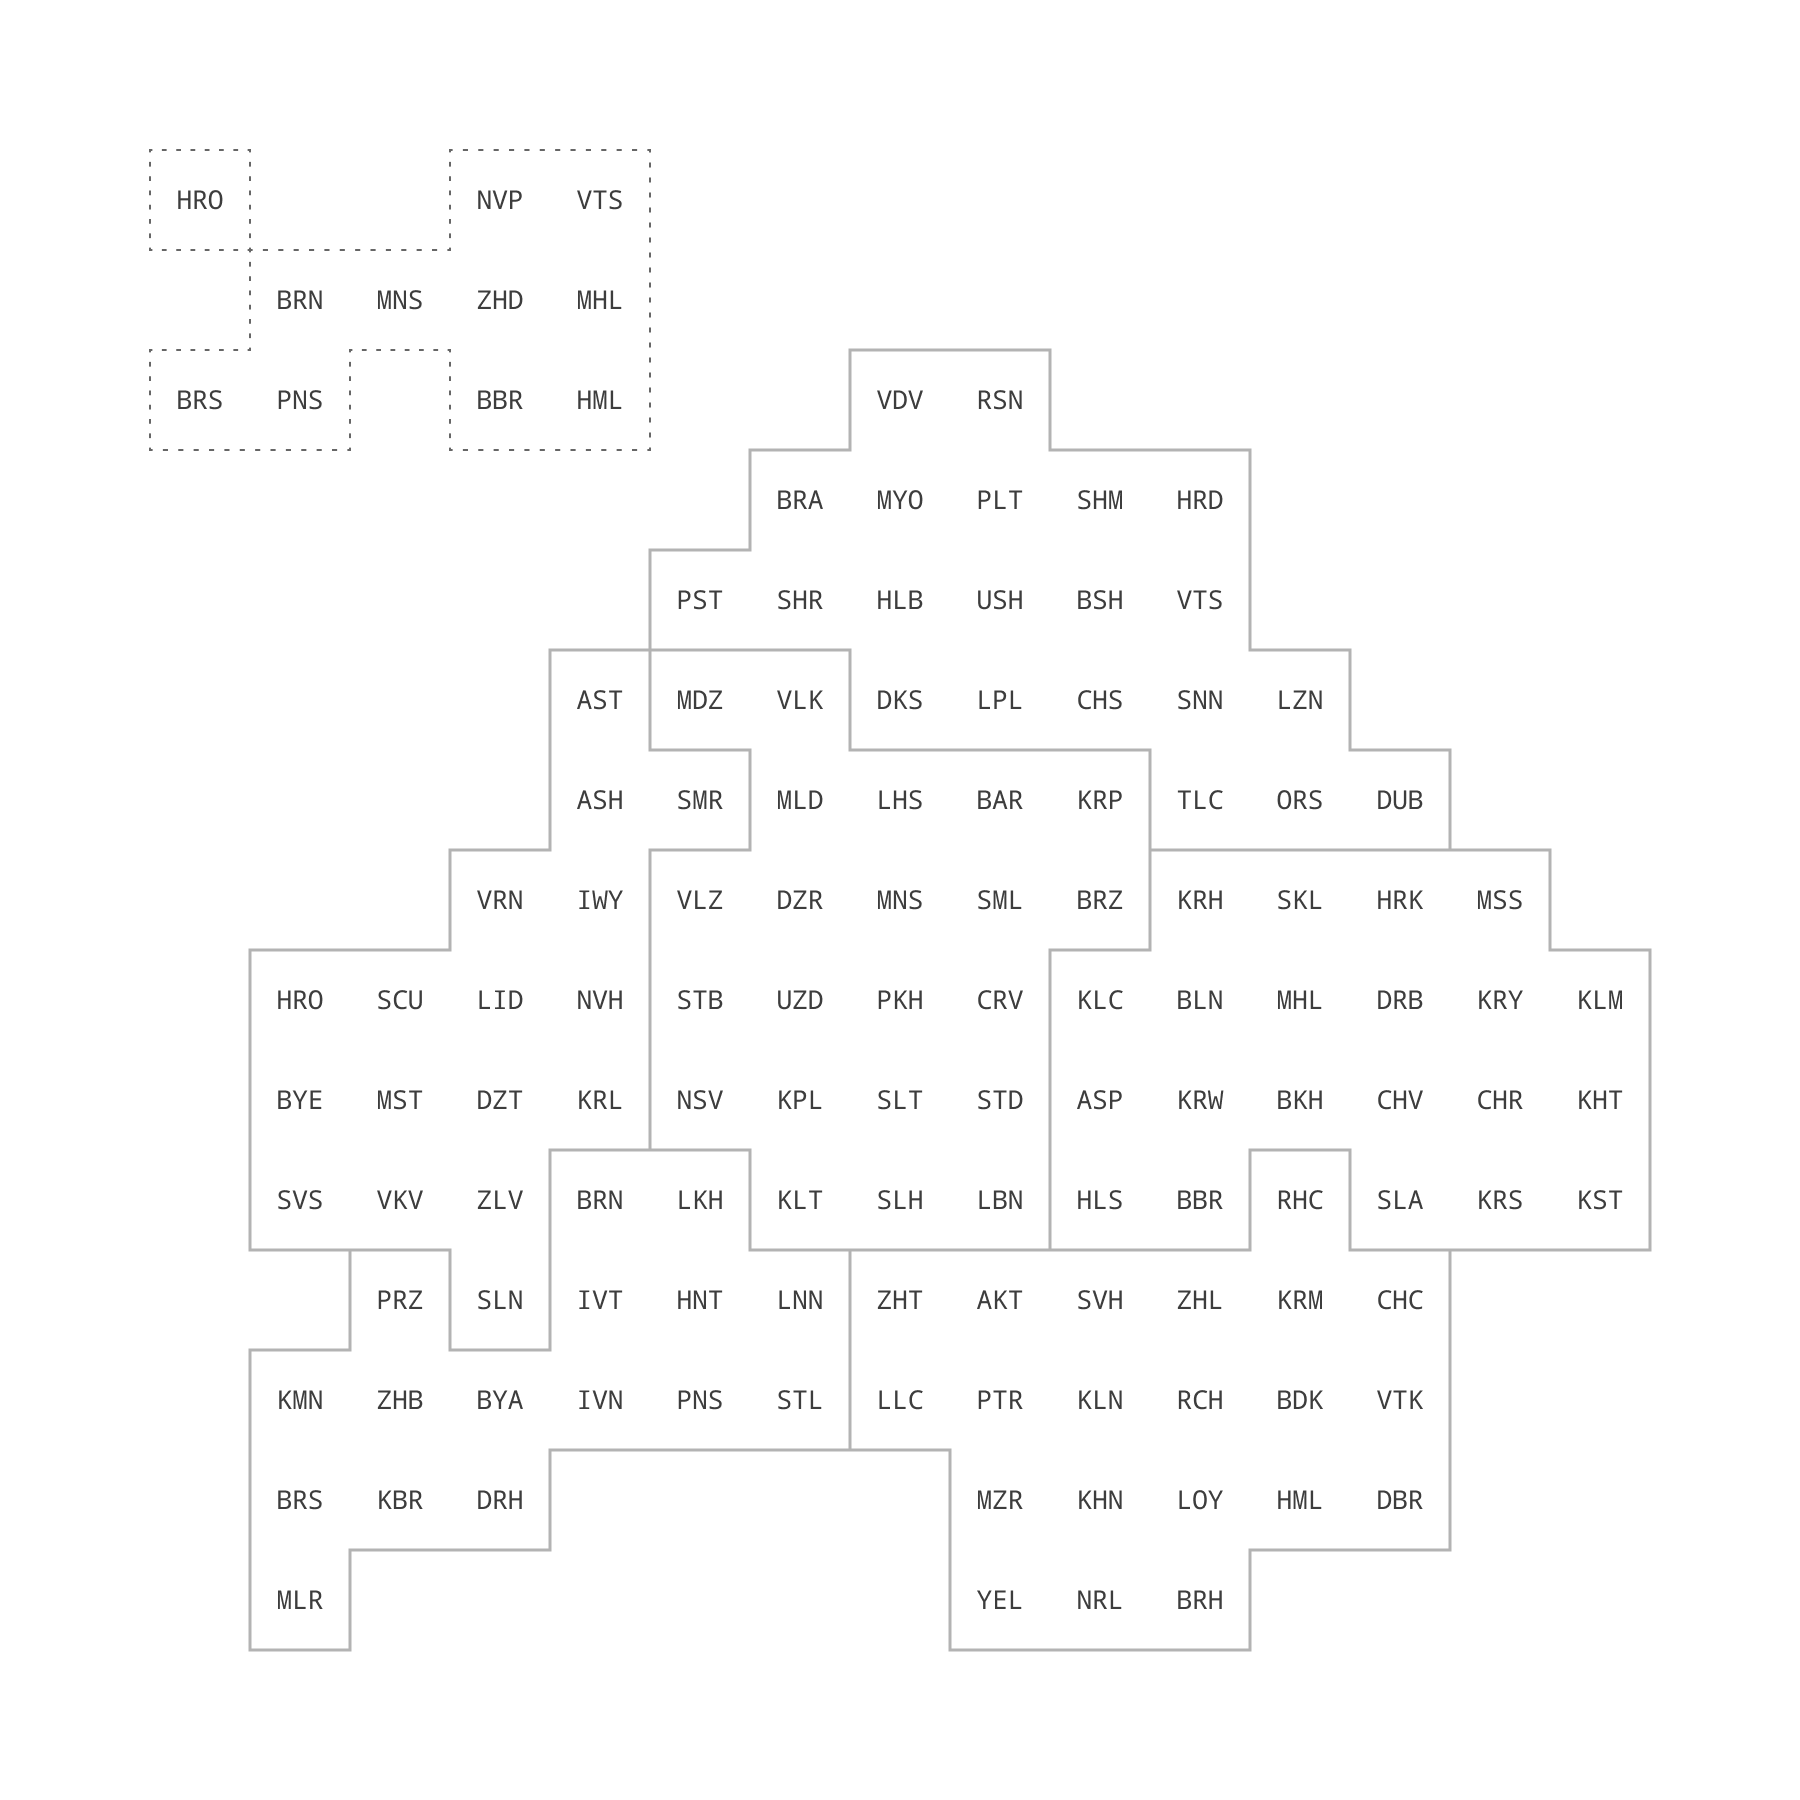 HRO NVP VTS
BRN MNS ZHD MHL
BRS PNS BBR HML
VDV RSN
BRA MYO PLT SHM HRD
PST SHR HLB USH BSH VTS
AST MDZ VLK DKS LPL CHS SNN LZN
ASH SMR MLD LHS BAR KRP TLC ORS DUB
VRN IWY VLZ DZR MNS SML BRZ KRH SKL HRK MSS
HRO SCU LID NVH STB UZD PKH CRV KLC BLN MHL DRB KRY KLM
BYE MST DZT KRL NSV KPL SLT STD ASP KRW BKH CHV CHR KHT
SVS VKV ZLV BRN LKH KLT SLH LBN HLS BBR RHC SLA KRS KST
PRZ SLN IVT HNT LNN ZHT AKT SVH ZHL KRM CHC
KMN ZHB BYA IVN PNS STL LLC PTR KLN RCH BDK VTK
BRS KBR DRH MZR KHN LOY HML DBR
MLR YEL NRL BRH